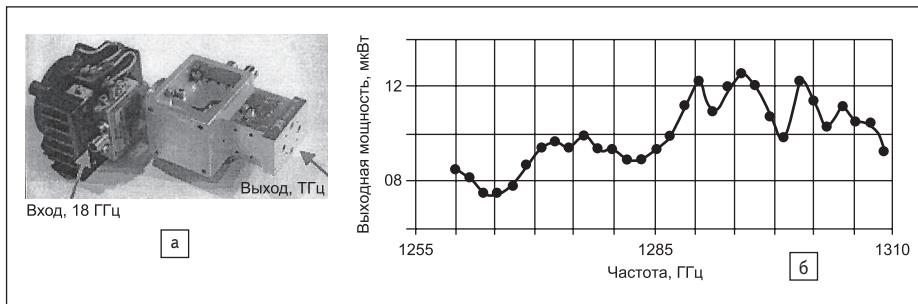 Вход, 18 ГГц
Выход, ТГц
а
Выходная мощность, мкВт
12
08
1255
1285
1310
Частота, ГГц
б